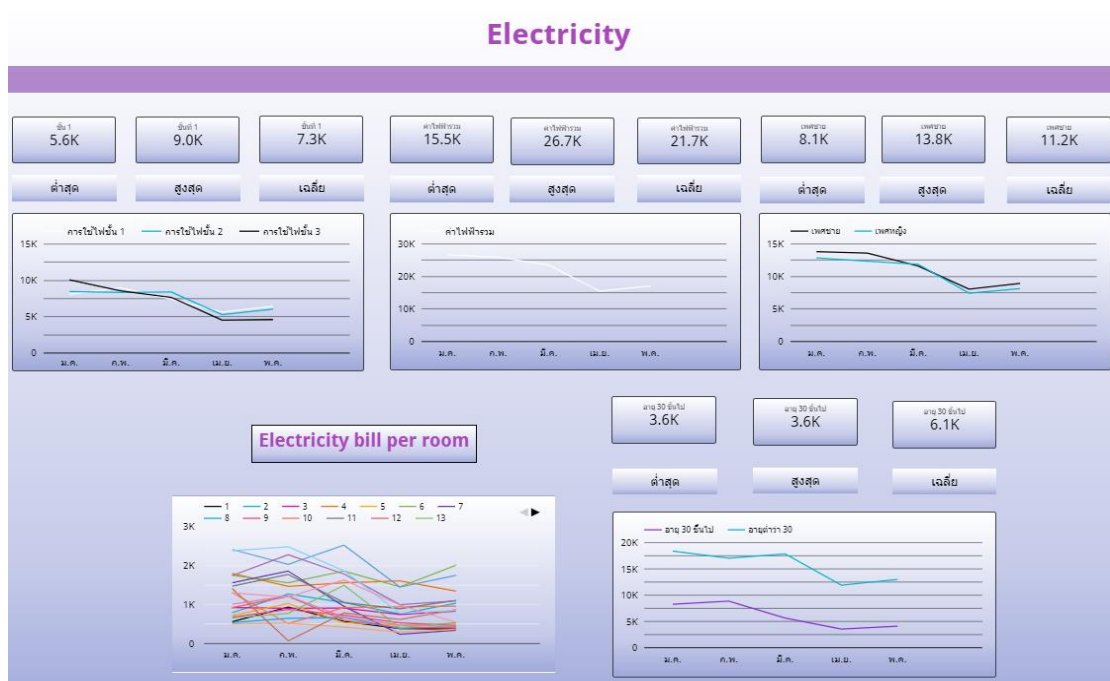 Electricity
ชั้น 1
5.6K
ชั้นที่ 1
9.0K
ชั้นที่ 1
7.3K
ค่าไฟฟ้ารวม
15.5K
ค่าไฟฟ้ารวม
26.7K
ค่าไฟฟ้ารวม
21.7K
เพศชาย
8.1K
เพศชาย
13.8K
เพศชาย
11.2K
ต่ำสุด
สูงสุด
เฉลี่ย
ต่ำสุด
สูงสุด
เฉลี่ย
ต่ำสุด
สูงสุด
เฉลี่ย
การใช้ไฟชั้น 1 การใช้ไฟชั้น 2 การใช้ไฟชั้น 3
15K
10K
5K
0
ม.ค. ก.พ. มี.ค. เม.ย. พ.ค.
ค่าไฟฟ้ารวม
30K
20K
10K
0
ม.ค. ก.พ. มี.ค. เม.ย. พ.ค.
เพศชาย เพศหญิง
15K
10K
5K
0
ม.ค. ก.พ. มี.ค. เม.ย. พ.ค.
Electricity bill per room
1 2 3 4 5 6 7
8 9 10 11 12 13
3K
2K
1K
0
ม.ค. ก.พ. มี.ค. เม.ย. พ.ค.
อายุ 30 ขึ้นไป
3.6K
อายุ 30 ขึ้นไป
3.6K
อายุ 30 ขึ้นไป
6.1K
ต่ำสุด
สูงสุด
เฉลี่ย
อายุ 30 ขึ้นไป อายุต่ำกว่า 30
20K
15K
10K
5K
0
ม.ค. ก.พ. มี.ค. เม.ย. พ.ค.